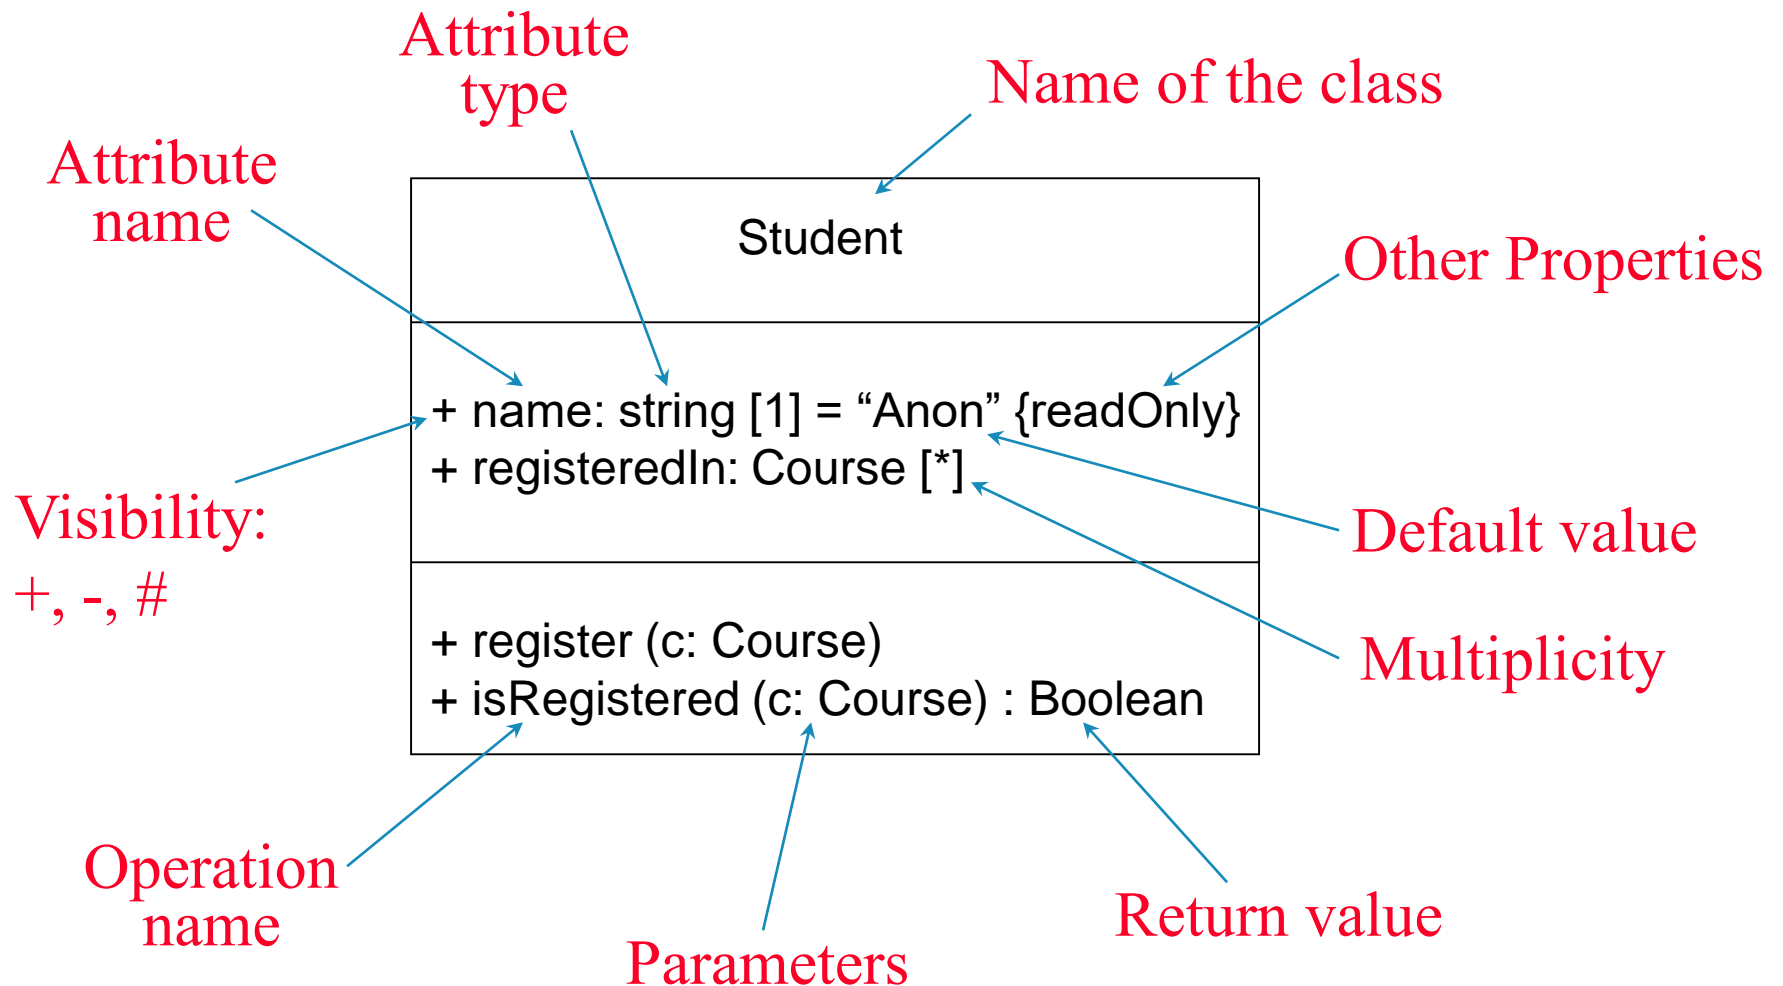 Attribute
type
Name of the class
Attribute
name
Student
Other Properties
+ name: string [1] = “Anon” {readOnly}
+ registeredIn: Course [*]
Visibility:
+, -, #
Default value
+ register (c: Course)
Multiplicity
+ isRegistered (c: Course) : Boolean
Operation
name
Return value
Parameters